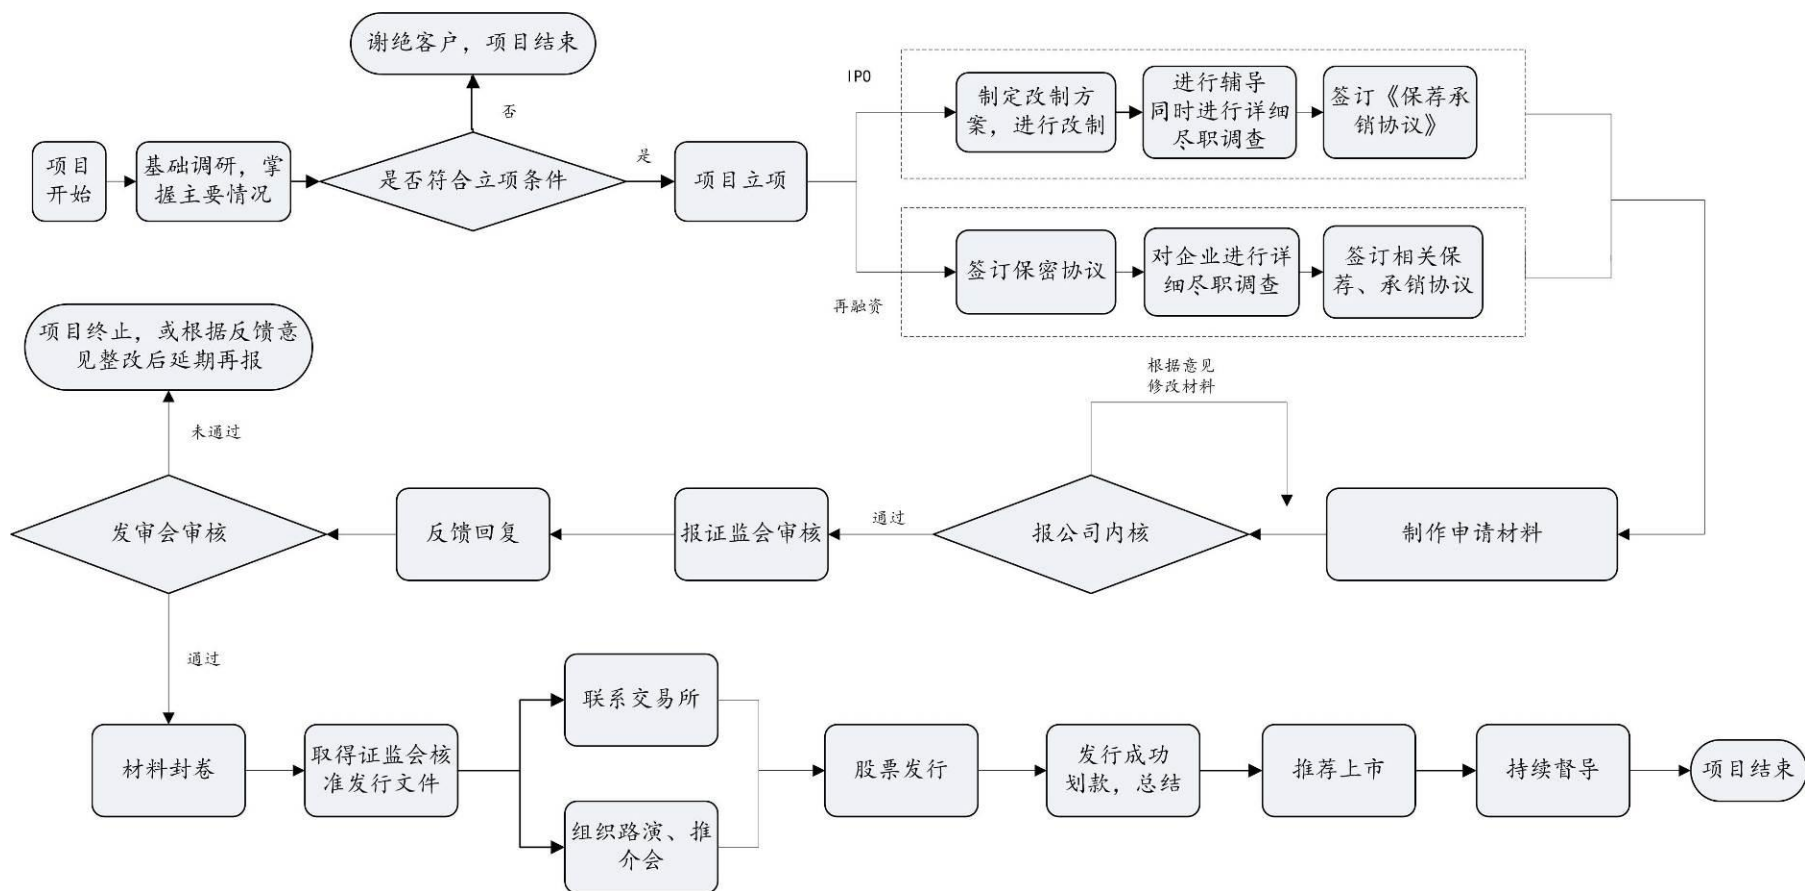 谢绝客户，项目结束
否
项目
开始
基础调研，掌
握主要情况
是否符合立项条件
是
项目立项
IPO
制定改制方
案，进行改制
进行辅导
同时进行详细
尽职调查
签订《保荐承
销协议》
再融资
签订保密协议
对企业进行详
细尽职调查
签订相关保
荐、承销协议
项目终止，或根据反馈意
见整改后延期再报
未通过
发审会审核
反馈回复
报证监会审核
通过
报公司内核
根据意见
修改材料
制作申请材料
通过
材料封卷
取得证监会核
准发行文件
联系交易所
组织路演、推
介会
股票发行
发行成功
划款，总结
推荐上市
持续督导
项目结束